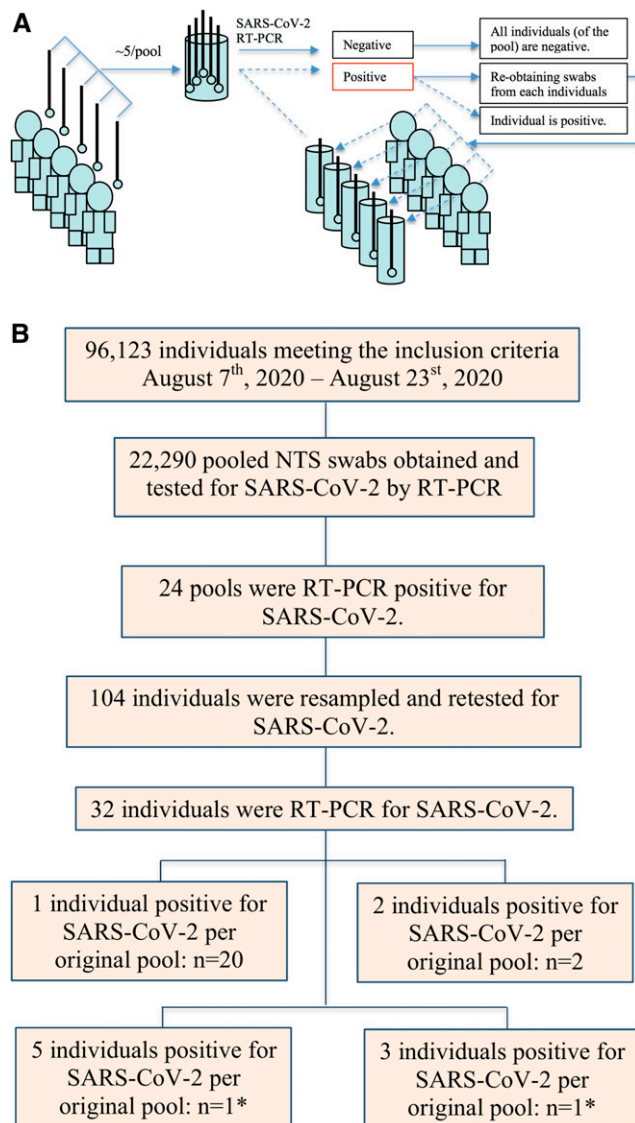 A
~5/pool
SARS-CoV-2
RT-PCR
Negative
Positive
All individuals (of the
pool) are negative.
Re-obtaining swabs
from each individuals
Individual is positive.
B
96,123 individuals meeting the inclusion criteria
August 7th, 2020 – August 23st, 2020
22,290 pooled NTS swabs obtained and
tested for SARS-CoV-2 by RT-PCR
24 pools were RT-PCR positive for
SARS-CoV-2.
104 individuals were resampled and retested for
SARS-CoV-2.
32 individuals were RT-PCR for SARS-CoV-2.
1 individual positive for
SARS-CoV-2 per
original pool: n=20
2 individuals positive for
SARS-CoV-2 per
original pool: n=2
5 individuals positive for
SARS-CoV-2 per
original pool: n=1*
3 individuals positive for
SARS-CoV-2 per
original pool: n=1*